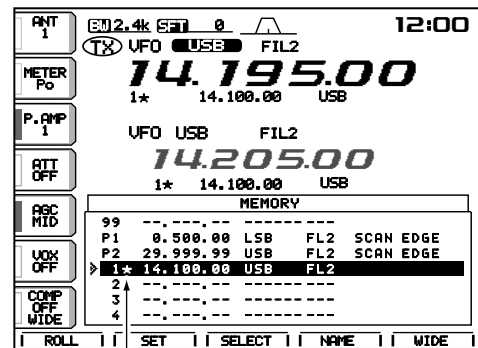 ANT
1
BW 2.4k SFT 0
12:00
TX VFO USB FIL2
METER
Po
14.195.00
1★ 14.100.00 USB
P.AMP
1
VFO USB FIL2
ATT
OFF
14.205.00
1★ 14.100.00 USB
AGC
MID
MEMORY
99 --.---.-- ------ ---
P1 0.500.00 LSB FL2 SCAN EDGE
VOX
OFF
P2 29.999.99 USB FL2 SCAN EDGE
1★ 14.100.00 USB FL2
COMP
OFF
WIDE
2 --.---.-- ------ ---
3 --.---.-- ------ ---
4 --.---.-- ------ ---
ROLL SET SELECT NAME WIDE